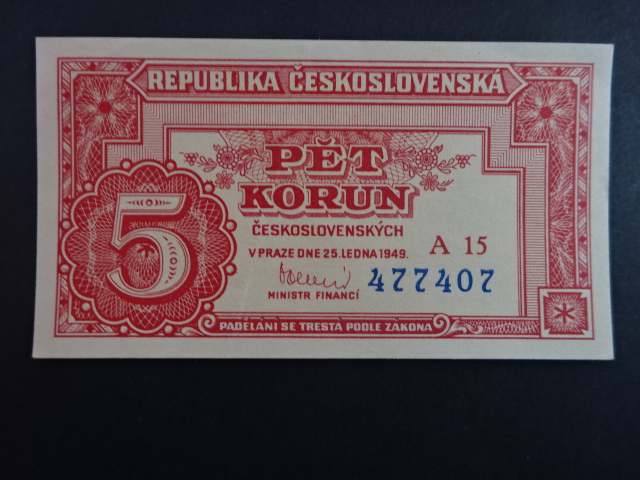 REPUBLIKA ČESKOSLOVENSKÁ
PĚT
KORUN
ČESKOSLOVENSKÝCH
V PRAZE DNE 25. LEDNA 1949.
A 15
477407
MINISTR FINANCÍ
5
PADĚLÁNÍ SE TRESTÁ PODLE ZÁKONA